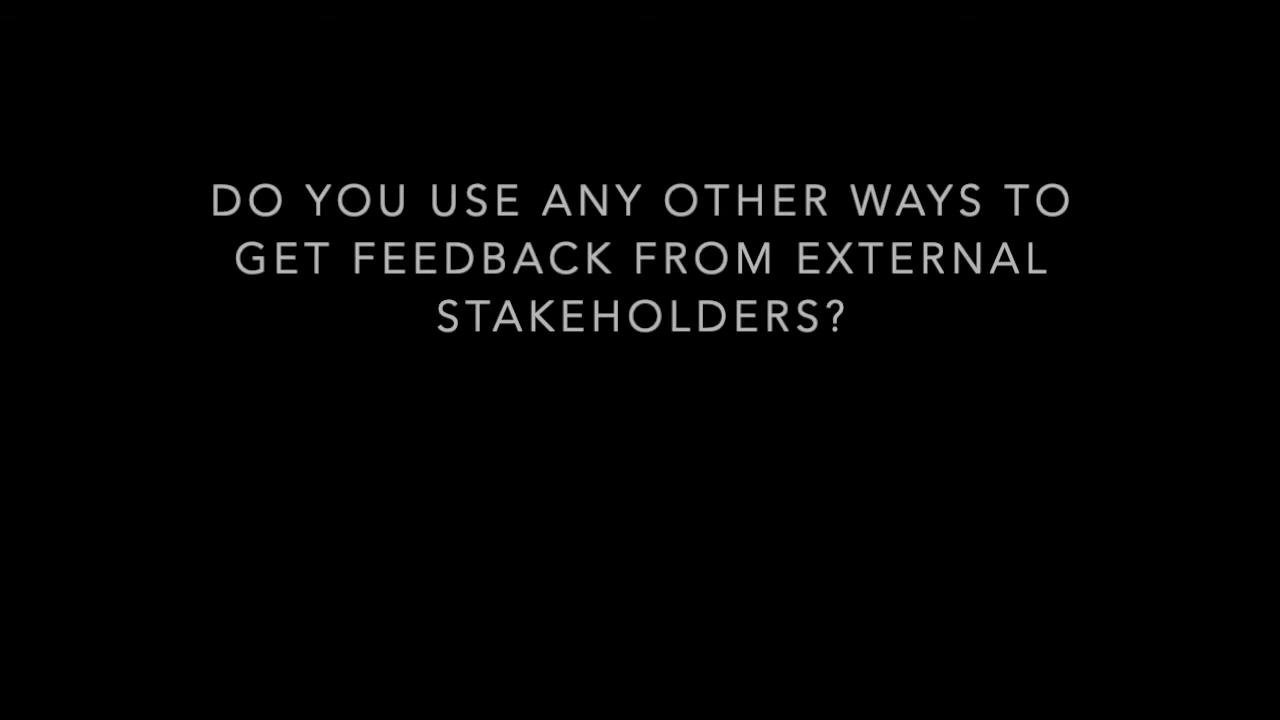 DO YOU USE ANY OTHER WAYS TO
GET FEEDBACK FROM EXTERNAL
STAKEHOLDERS?